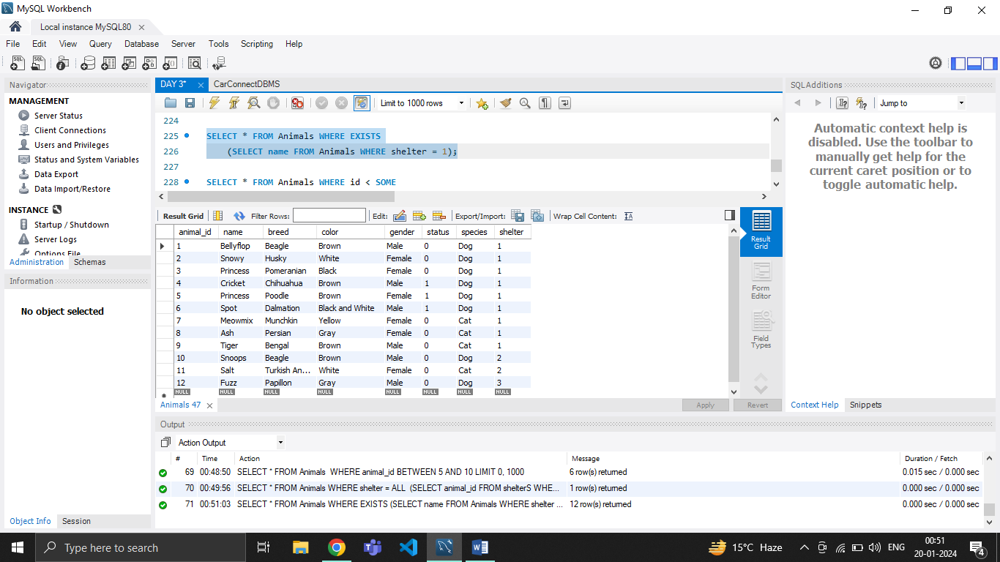 MySQL Workbench
Local instance MySQL80
File Edit View Query Database Server Tools Scripting Help
Navigator
MANAGEMENT
Server Status
Client Connections
Users and Privileges
Status and System Variables
Data Export
Data Import/Restore
INSTANCE
Startup / Shutdown
Server Logs
Options File
Administration Schemas
Information
No object selected
Object Info Session
DAY 3* CarConnectDBMS
Limit to 1000 rows
224
225 SELECT * FROM Animals WHERE EXISTS
226 (SELECT name FROM Animals WHERE shelter = 1);
227
228 SELECT * FROM Animals WHERE id < SOME
Result Grid Filter Rows: Edit: Export/Import: Wrap Cell Content:
animal_id name breed color gender status species shelter
1 Bellyflop Beagle Brown Male 0 Dog 1
2 Snowy Husky White Female 0 Dog 1
3 Princess Pomeranian Black Female 0 Dog 1
4 Cricket Chihuahua Brown Male 1 Dog 1
5 Princess Poodle Brown Female 1 Dog 1
6 Spot Dalmation Black and White Male 1 Dog 1
7 Meowmix Munchkin Yellow Female 0 Cat 1
8 Ash Persian Gray Female 0 Cat 1
9 Tiger Bengal Brown Male 0 Cat 1
10 Snoops Beagle Brown Male 0 Dog 2
11 Salt Turkish An... White Female 0 Cat 2
12 Fuzz Papillon Gray Male 0 Dog 3
NULL NULL NULL NULL NULL NULL NULL NULL
Result
Grid
Form
Editor
Field
Types
Animals 47 Apply Revert
SQLAdditions
Jump to
Automatic context help is
disabled. Use the toolbar to
manually get help for the
current caret position or to
toggle automatic help.
Context Help Snippets
Output
Action Output
# Time Action Message Duration / Fetch
69 00:48:50 SELECT * FROM Animals WHERE animal_id BETWEEN 5 AND 10 LIMIT 0, 1000 6 row(s) returned 0.015 sec / 0.000 sec
70 00:49:56 SELECT * FROM Animals WHERE shelter = ALL (SELECT animal_id FROM shelterS WHE... 1 row(s) returned 0.000 sec / 0.000 sec
71 00:51:03 SELECT * FROM Animals WHERE EXISTS (SELECT name FROM Animals WHERE shelter ... 12 row(s) returned 0.000 sec / 0.000 sec
Type here to search
15°C Haze
ENG
00:51
20-01-2024
4